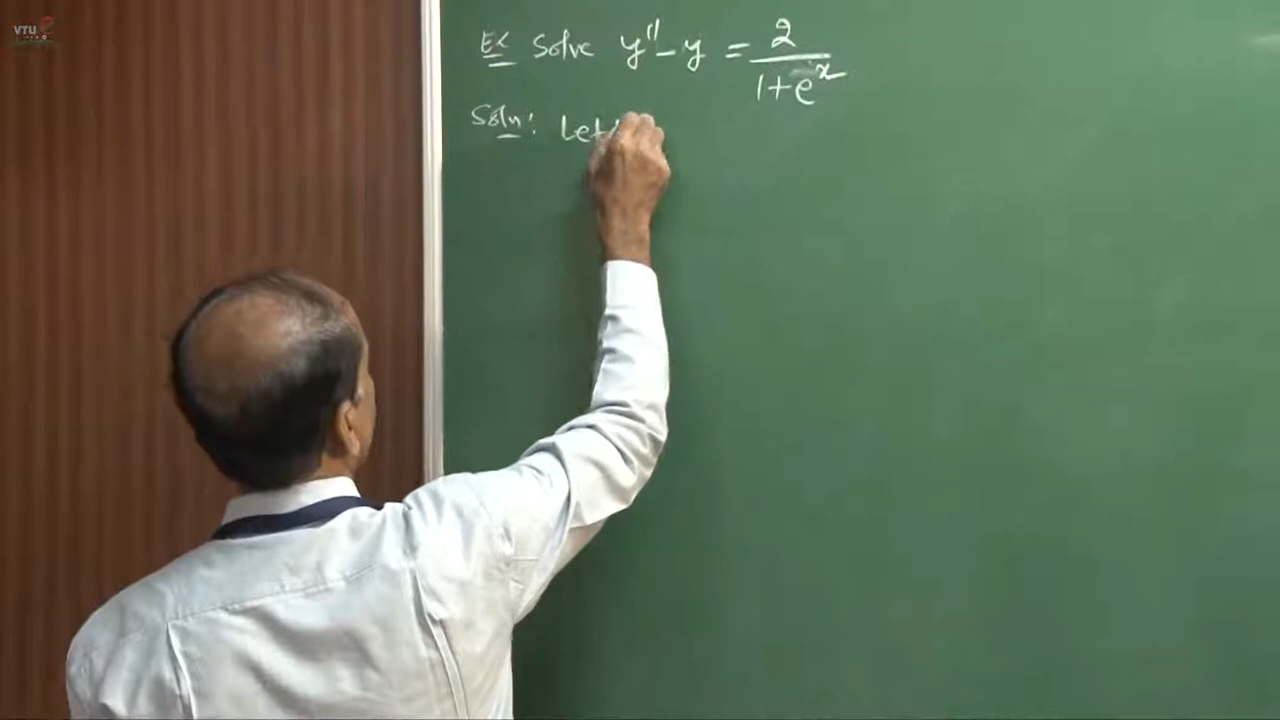 VTU e
Ex Solve y'' - y = 2/(1+e^x)
Soln: Let